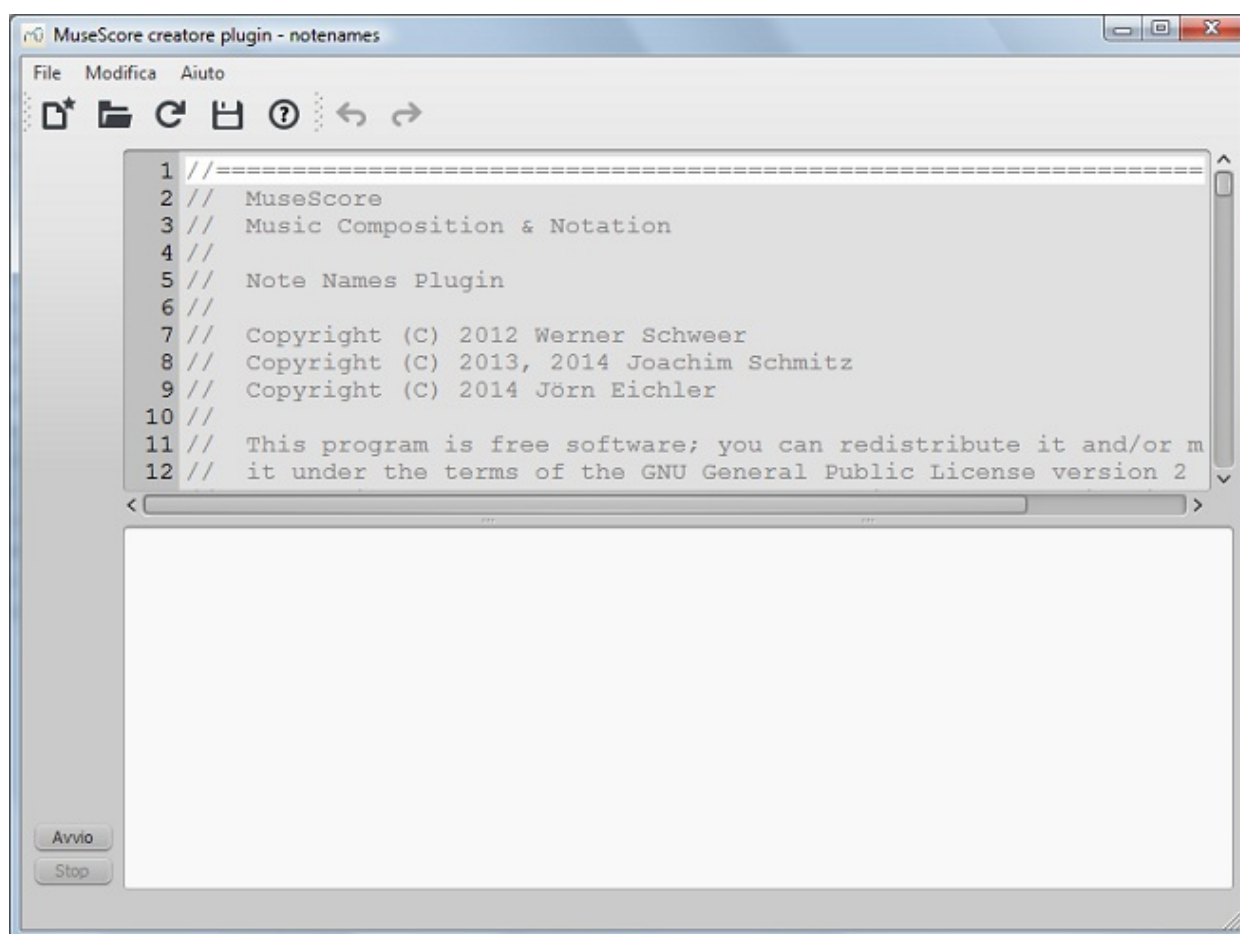 MuseScore creatore plugin - notenames
File Modifica Aiuto
1 //==================================================================
2 //  MuseScore
3 //  Music Composition & Notation
4 //
5 //  Note Names Plugin
6 //
7 //  Copyright (C) 2012 Werner Schweer
8 //  Copyright (C) 2013, 2014 Joachim Schmitz
9 //  Copyright (C) 2014 Jörn Eichler
10 //
11 //  This program is free software; you can redistribute it and/or m
12 //  it under the terms of the GNU General Public License version 2
Avvio
Stop